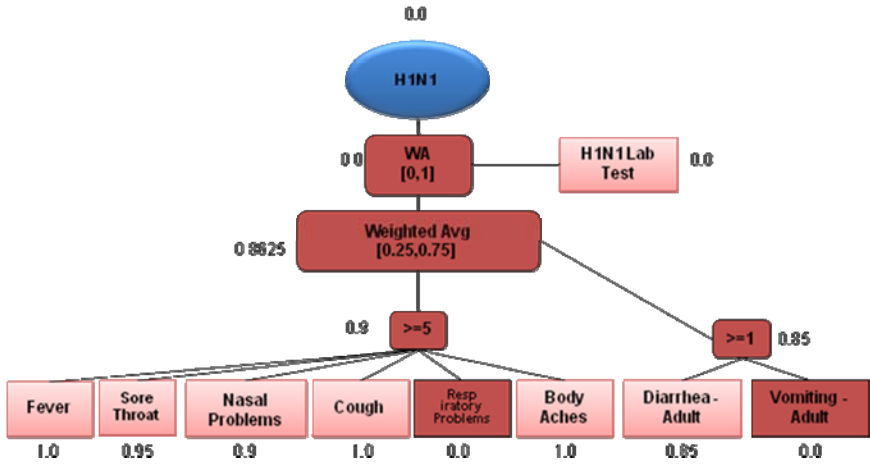 0.0
H1N1
0.0
WA
[0,1]
H1N1 Lab
Test
0.0
Weighted Avg
[0.25,0.75]
0.8625
0.9
>=5
>=1
0.85
Fever
Sore
Throat
Nasal
Problems
Cough
Resp
iratory
Problems
Body
Aches
Diarrhea -
Adult
Vomiting -
Adult
1.0
0.95
0.9
1.0
0.0
1.0
0.85
0.0